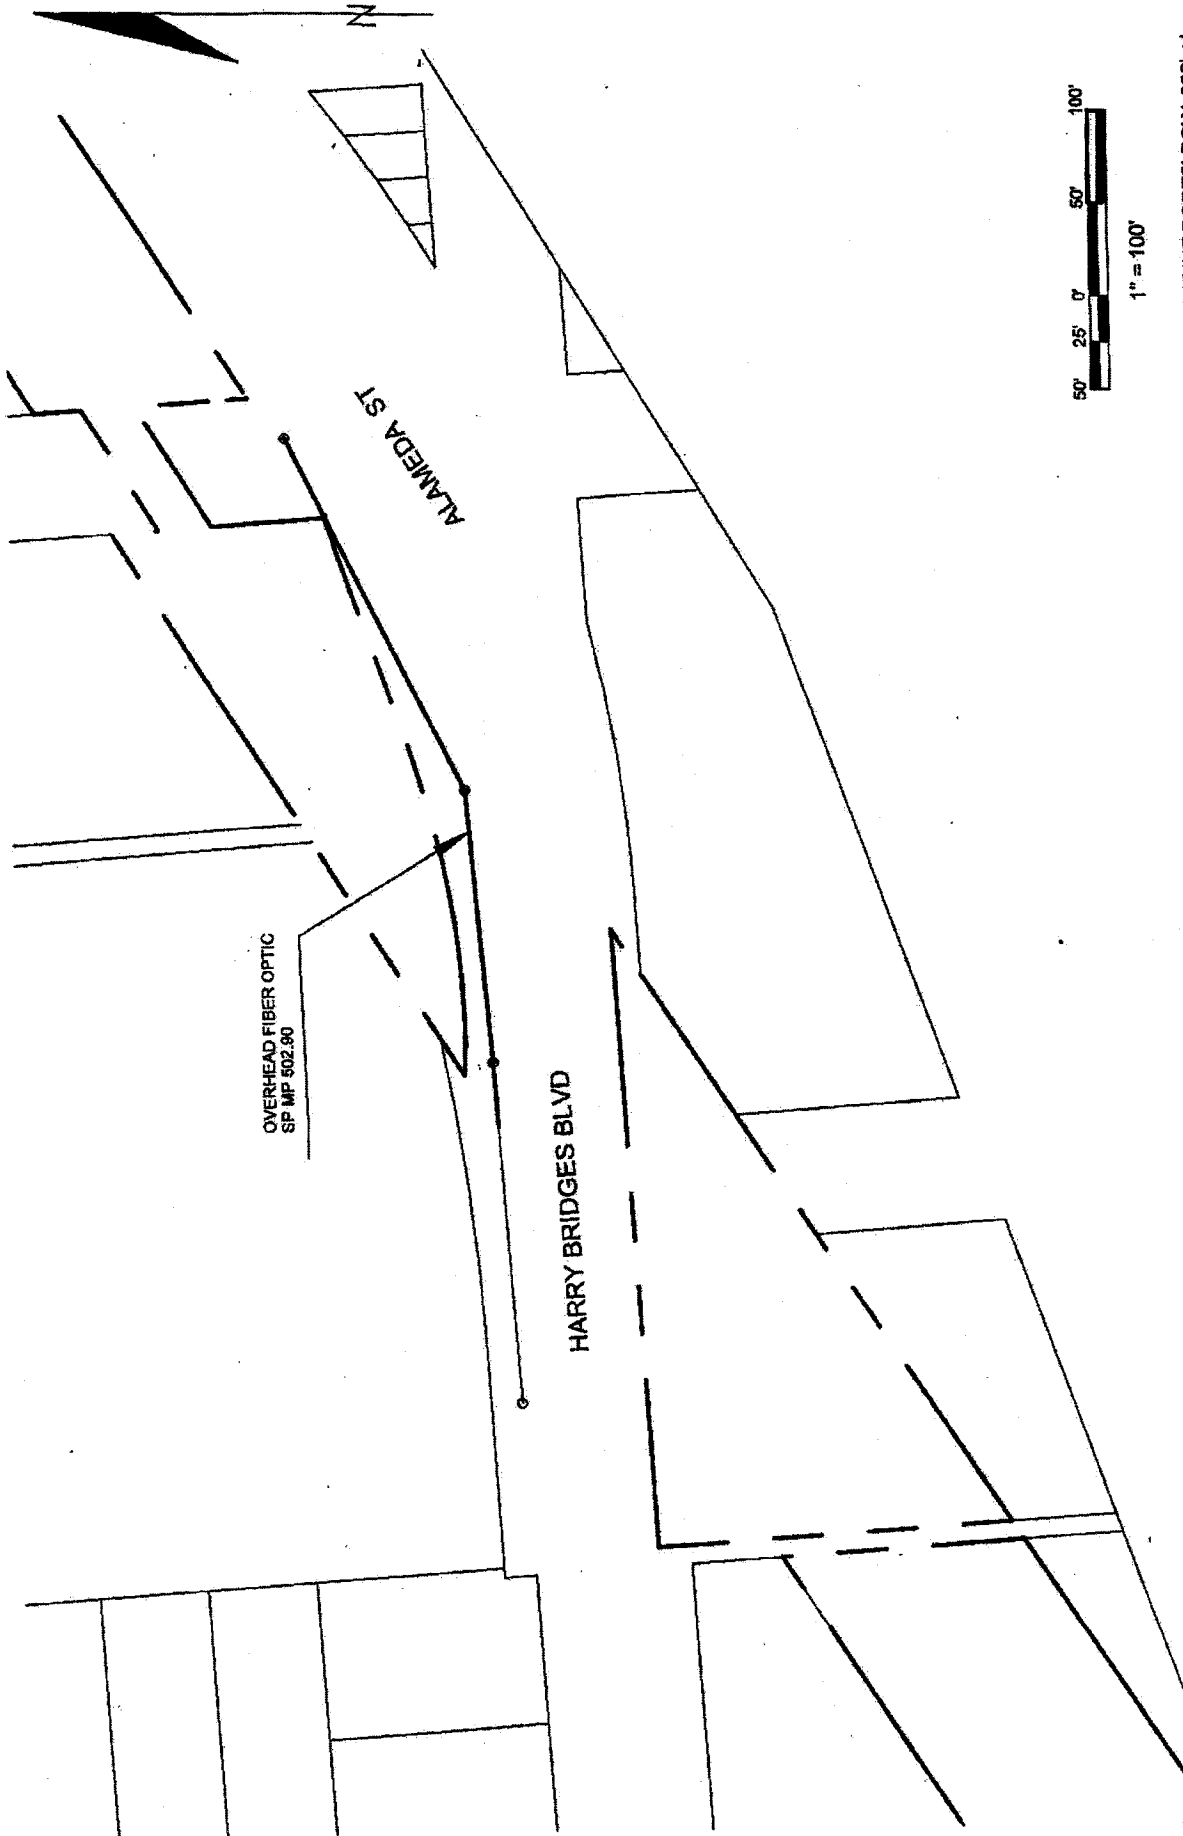 N
ALAMEDA ST
OVERHEAD FIBER OPTIC
SP MP 502.90
HARRY BRIDGES BLVD
50' 25' 0' 50' 100'
1" = 100'